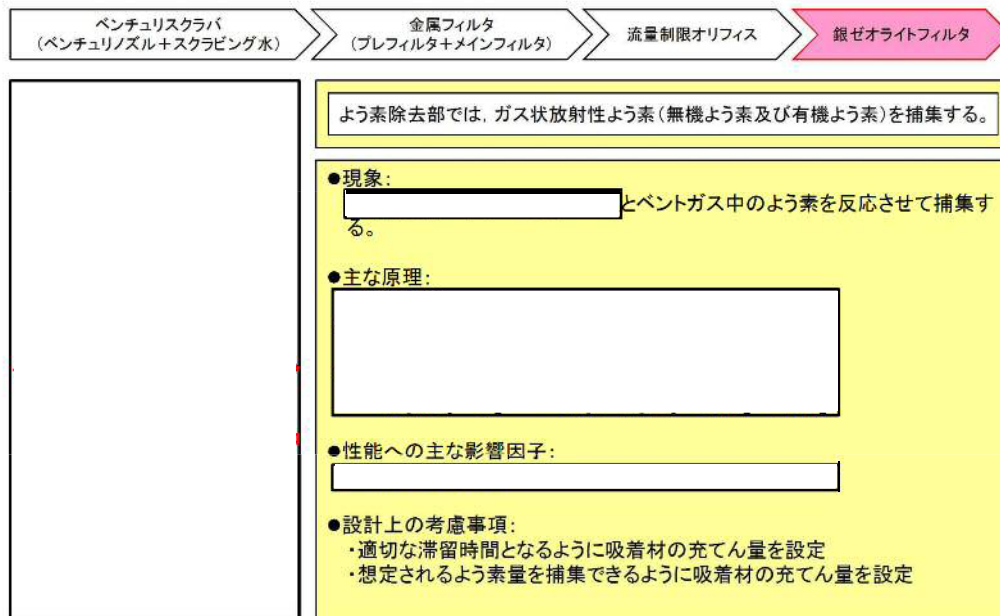 ベンチュリスクラバ
(ベンチュリノズル+スクラビング水)
金属フィルタ
(プレフィルタ+メインフィルタ)
流量制限オリフィス
銀ゼオライトフィルタ
よう素除去部では,ガス状放射性よう素(無機よう素及び有機よう素)を捕集する。
●現象:
とベントガス中のよう素を反応させて捕集す
る。
●主な原理:
●性能への主な影響因子:
●設計上の考慮事項:
・適切な滞留時間となるように吸着材の充てん量を設定
・想定されるよう素量を捕集できるように吸着材の充てん量を設定